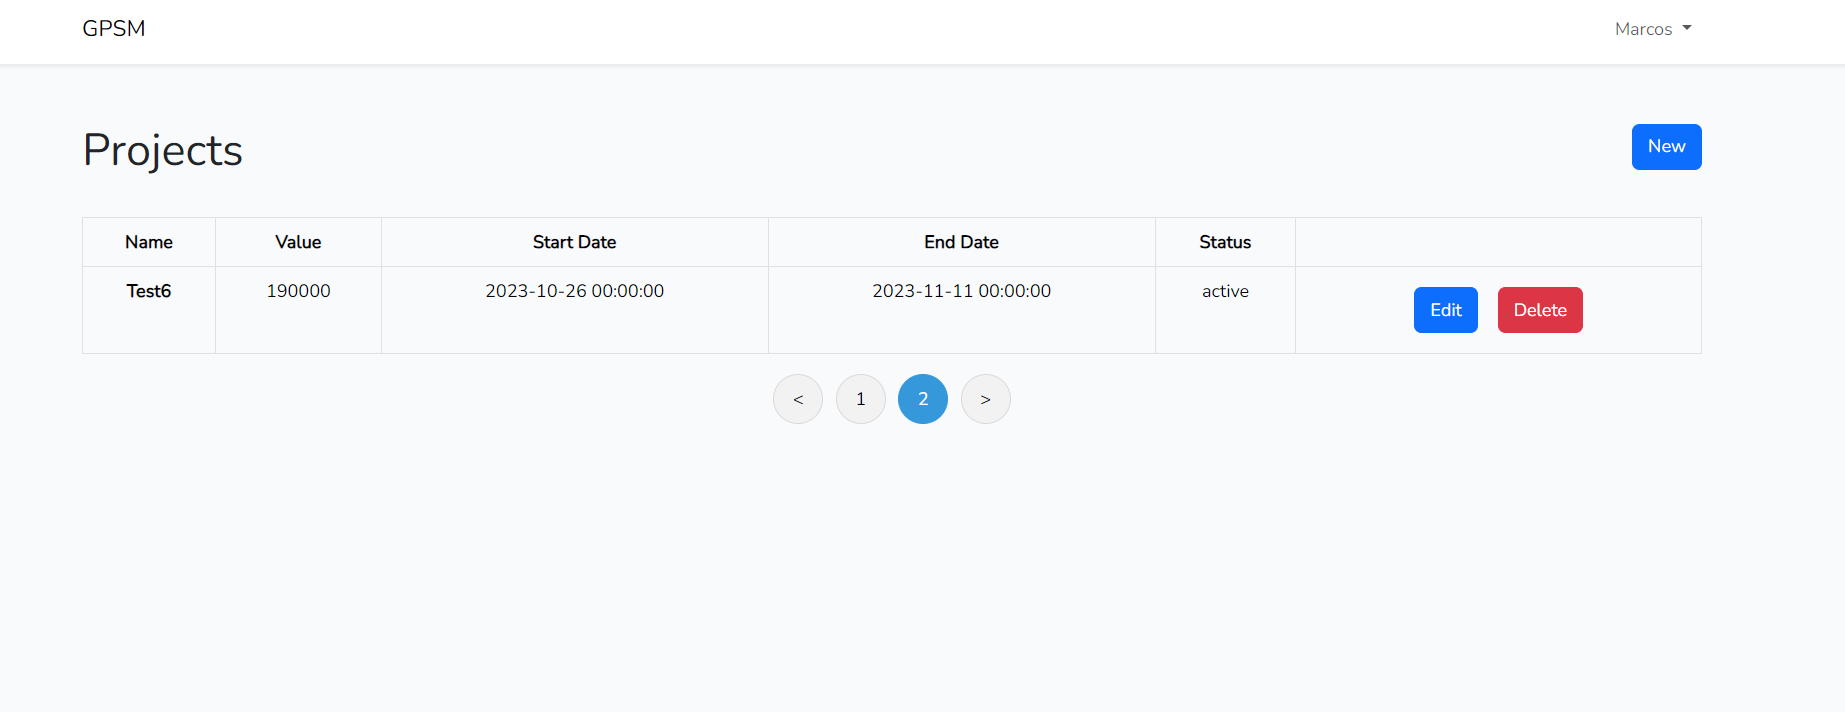 GPSM Marcos
Projects New
Name Value Start Date End Date Status
Test6 190000 2023-10-26 00:00:00 2023-11-11 00:00:00 active Edit Delete
< 1 2 >